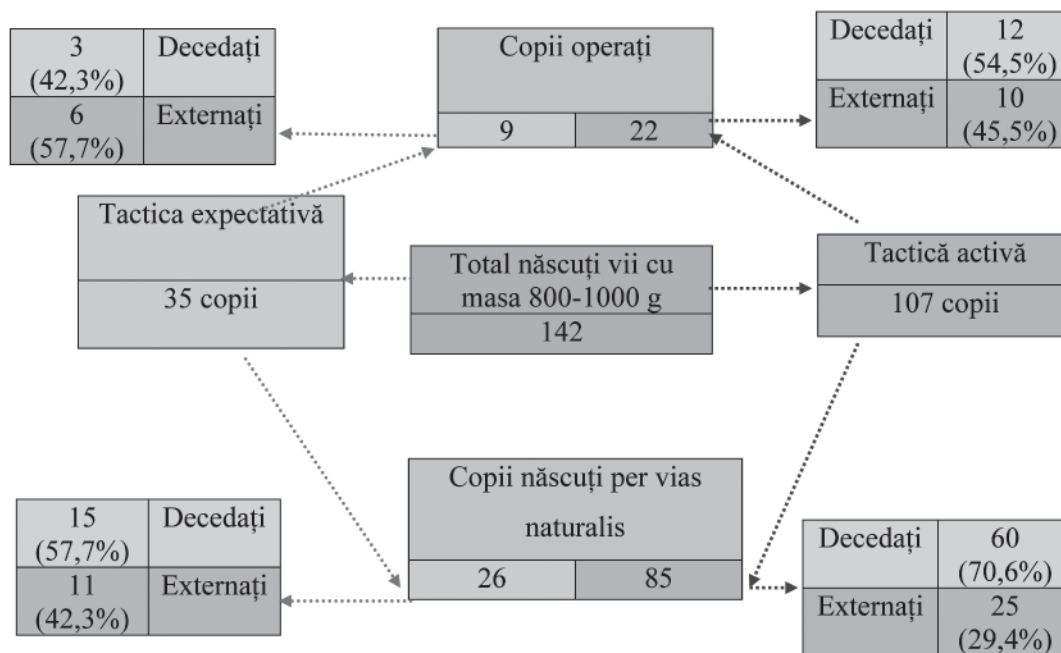 3
(42,3%)
Decedați
6
(57,7%)
Externați
Copii operați
9
22
Decedați
12
(54,5%)
Externați
10
(45,5%)
Tactica expectativă
35 copii
Total născuți vii cu
masa 800-1000 g
142
Tactică activă
107 copii
15
(57,7%)
Decedați
11
(42,3%)
Externați
Copii născuți per vias
naturalis
26
85
Decedați
60
(70,6%)
Externați
25
(29,4%)